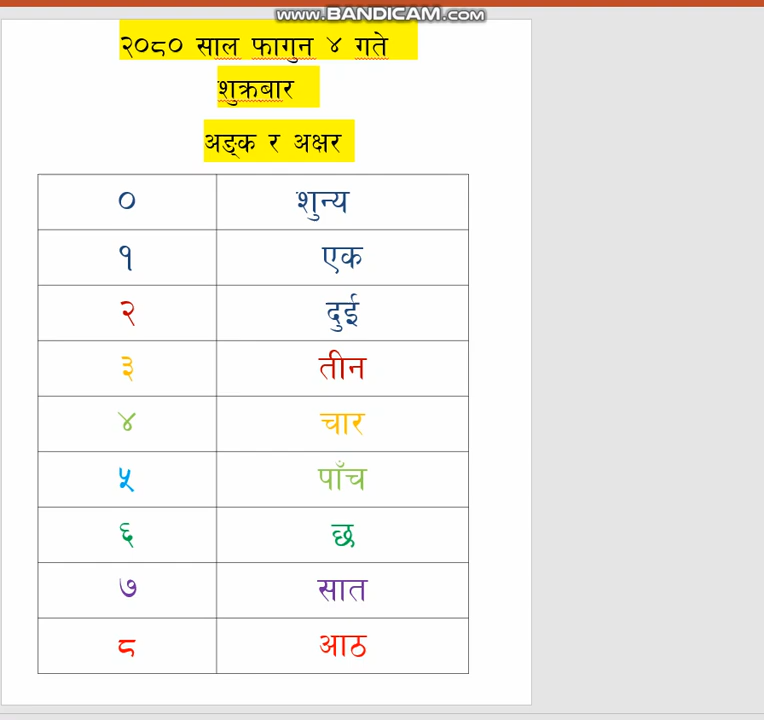 www.BANDICAM.com
२०८० साल फागुन ४ गते
शुक्रबार
अङ्क र अक्षर
० शुन्य
१ एक
२ दुई
३ तीन
४ चार
५ पाँच
६ छ
७ सात
८ आठ